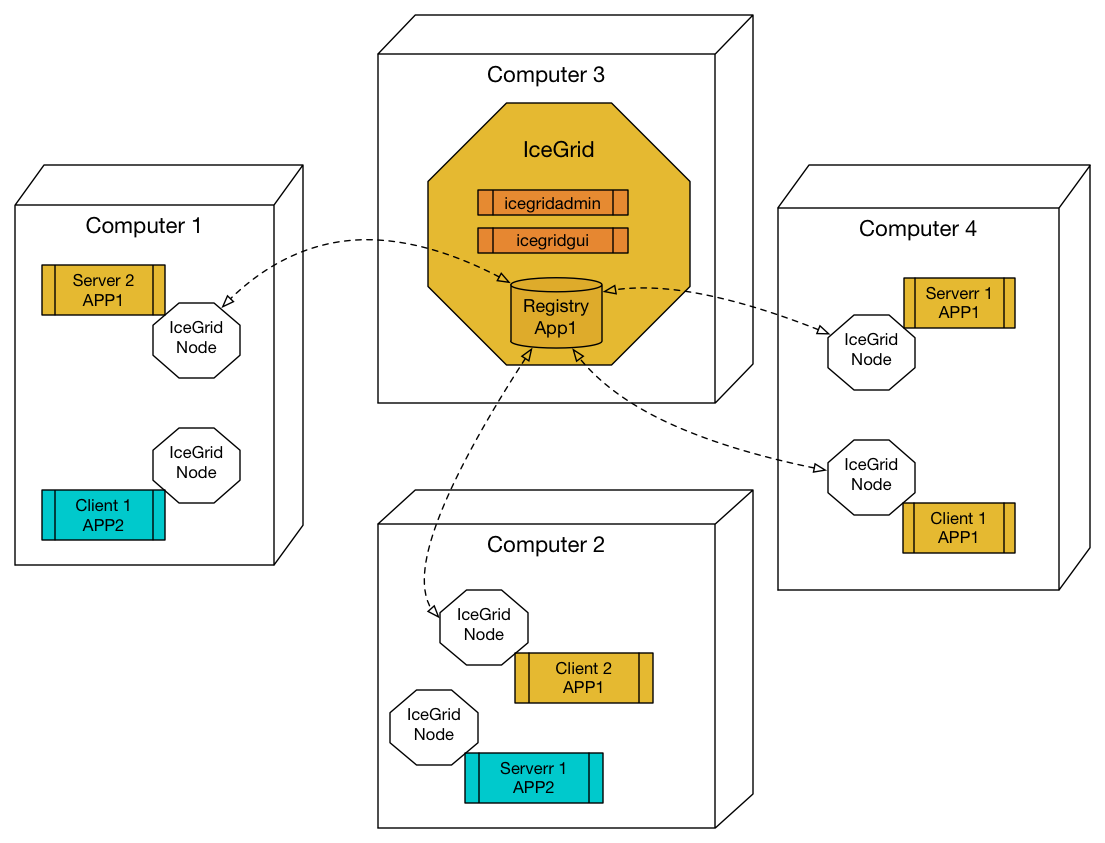 Computer 3
IceGrid
icegridadmin
icegridgui
Registry
App1
Computer 1
Server 2
APP1
IceGrid
Node
IceGrid
Node
Client 1
APP2
Computer 4
Serverr 1
APP1
IceGrid
Node
IceGrid
Node
Client 1
APP1
Computer 2
IceGrid
Node
Client 2
APP1
IceGrid
Node
Serverr 1
APP2